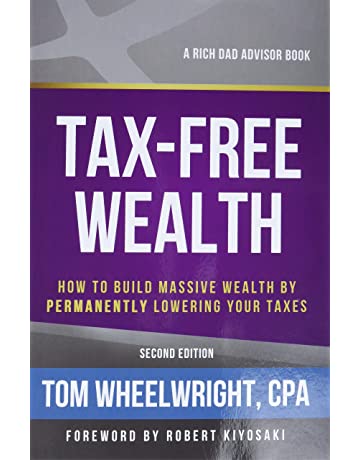 A RICH DAD ADVISOR BOOK
TAX-FREE
WEALTH
HOW TO BUILD MASSIVE WEALTH BY
PERMANENTLY LOWERING YOUR TAXES
SECOND EDITION
TOM WHEELWRIGHT, CPA
FOREWORD BY ROBERT KIYOSAKI